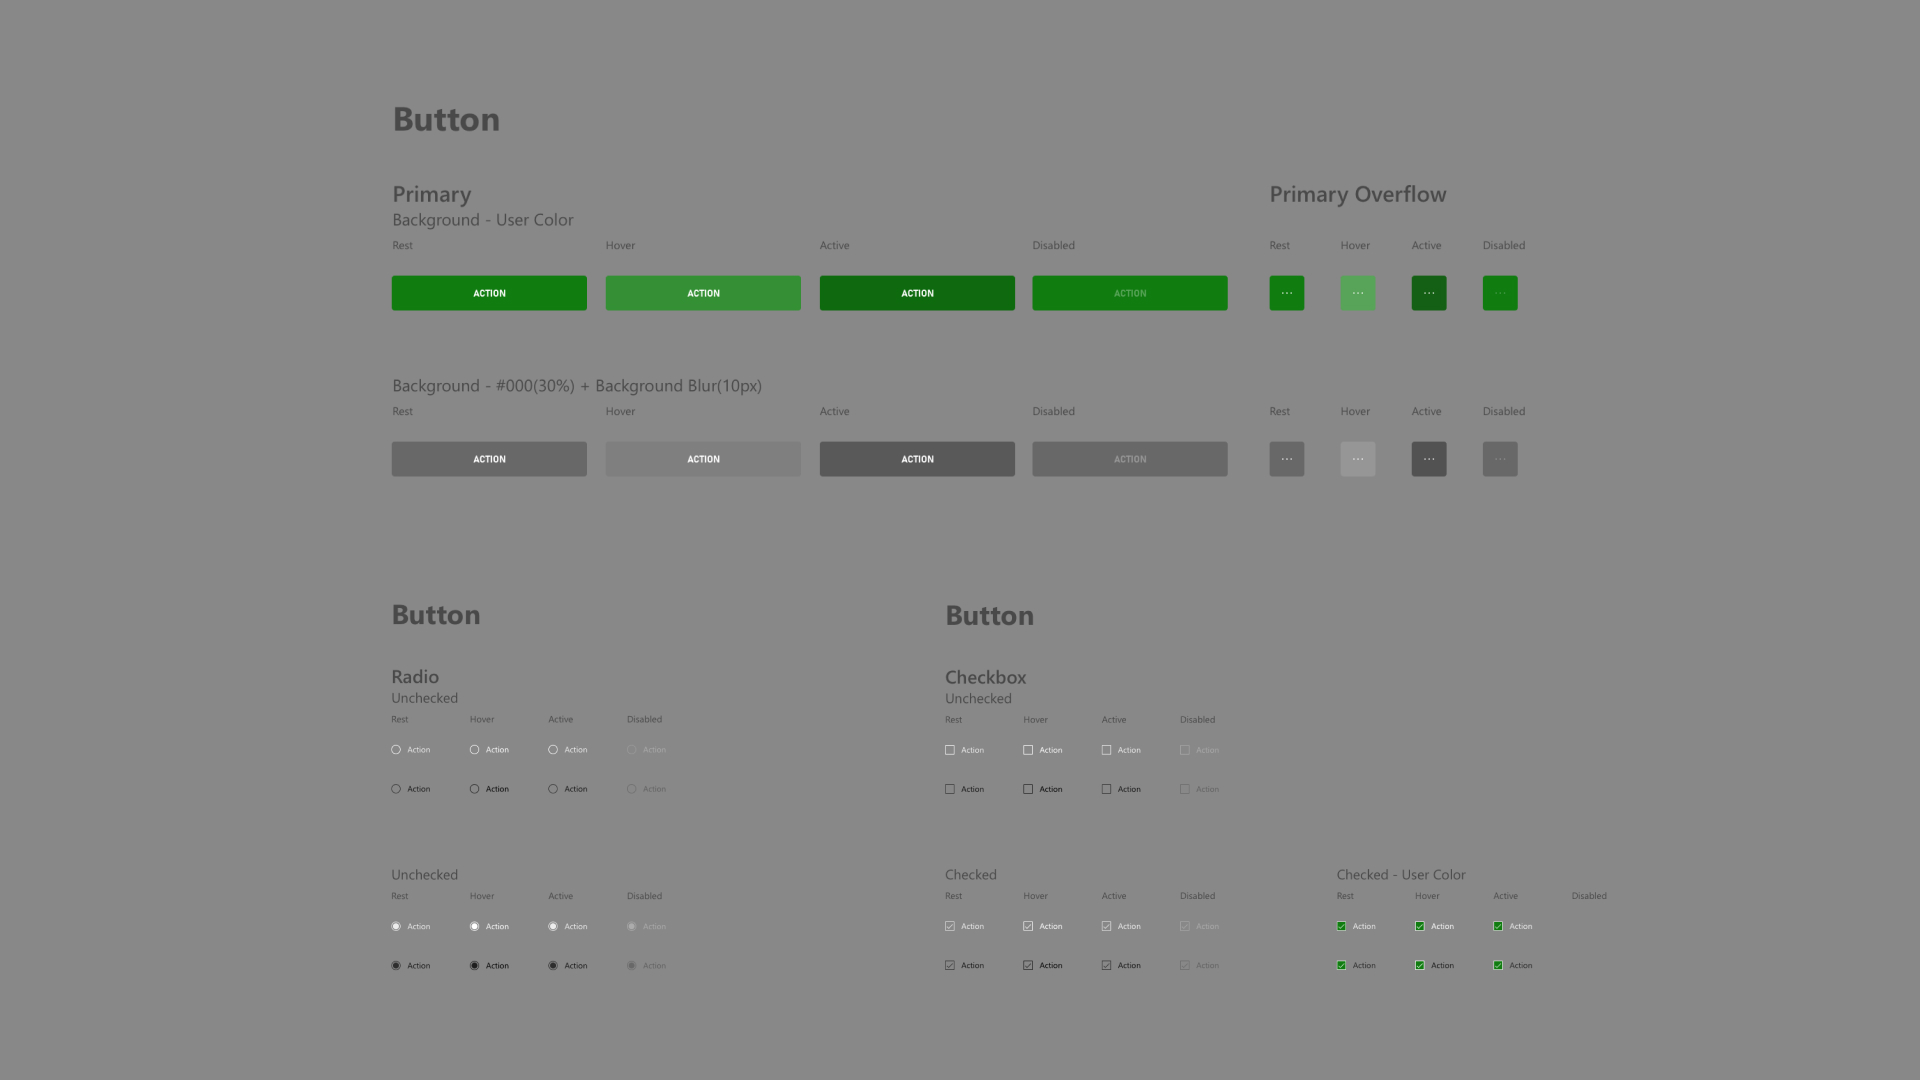 Button
Primary
Primary Overflow
Background - User Color
Rest Hover Active Disabled Rest Hover Active Disabled
ACTION ACTION ACTION ACTION ... ... ... ...
Background - #000(30%) + Background Blur(10px)
Rest Hover Active Disabled Rest Hover Active Disabled
ACTION ACTION ACTION ACTION ... ... ... ...
Button
Radio
Unchecked
Rest Hover Active Disabled
Action Action Action Action
Action Action Action Action
Unchecked
Rest Hover Active Disabled
Action Action Action Action
Action Action Action Action
Button
Checkbox
Unchecked
Rest Hover Active Disabled
Action Action Action Action
Action Action Action Action
Checked
Rest Hover Active Disabled
Action Action Action Action
Action Action Action Action
Checked - User Color
Rest Hover Active Disabled
Action Action Action
Action Action Action